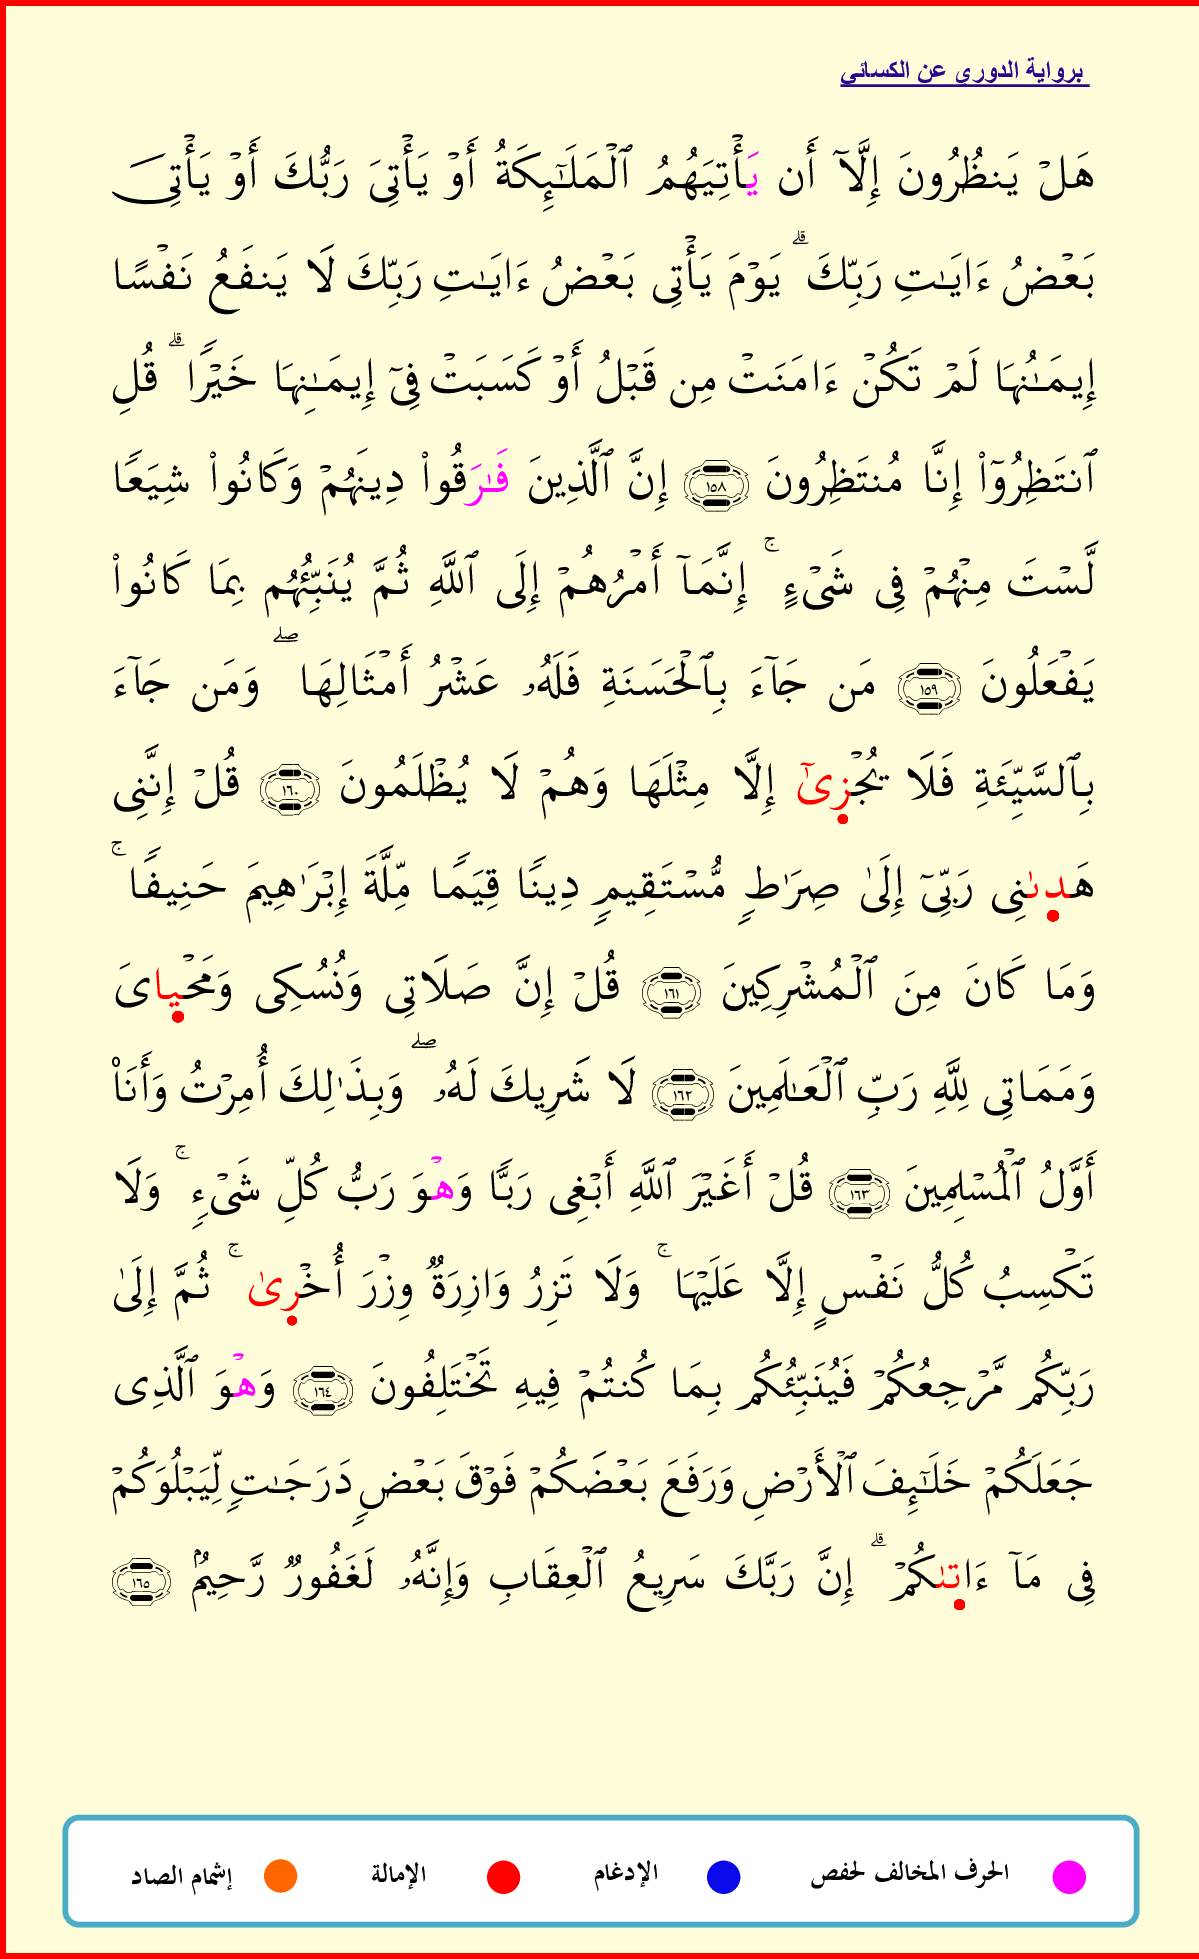 برواية الدوري عن الكسائي
هَلْ يَنظُرُونَ إِلَّآ أَن يَأْتِيَهُمُ ٱلْمَلَـٰٓئِكَةُ أَوْ يَأْتِىَ رَبُّكَ أَوْ يَأْتِىَ
بَعْضُ ءَايَـٰتِ رَبِّكَ ۗ يَوْمَ يَأْتِى بَعْضُ ءَايَـٰتِ رَبِّكَ لَا يَنفَعُ نَفْسًا
إِيمَـٰنُهَا لَمْ تَكُنْ ءَامَنَتْ مِن قَبْلُ أَوْ كَسَبَتْ فِىٓ إِيمَـٰنِهَا خَيْرًا ۗ قُلِ
ٱنتَظِرُوٓا۟ إِنَّا مُنتَظِرُونَ ١٥٨ إِنَّ ٱلَّذِينَ فَـٰرَقُوا۟ دِينَهُمْ وَكَانُوا۟ شِيَعًا
لَّسْتَ مِنْهُمْ فِى شَىْءٍ ۚ إِنَّمَآ أَمْرُهُمْ إِلَى ٱللَّهِ ثُمَّ يُنَبِّئُهُم بِمَا كَانُوا۟
يَفْعَلُونَ ١٥٩ مَن جَآءَ بِٱلْحَسَنَةِ فَلَهُۥ عَشْرُ أَمْثَالِهَا ۖ وَمَن جَآءَ
بِٱلسَّيِّئَةِ فَلَا يُجْزِىٰٓ إِلَّا مِثْلَهَا وَهُمْ لَا يُظْلَمُونَ ١٦٠ قُلْ إِنَّنِى
هَدِىٰنِى رَبِّىٓ إِلَىٰ صِرَٰطٍ مُّسْتَقِيمٍ دِينًا قِيَمًا مِّلَّةَ إِبْرَٰهِيمَ حَنِيفًا ۚ
وَمَا كَانَ مِنَ ٱلْمُشْرِكِينَ ١٦١ قُلْ إِنَّ صَلَاتِى وَنُسُكِى وَمَحْيِاىَ
وَمَمَاتِى لِلَّهِ رَبِّ ٱلْعَـٰلَمِينَ ١٦٢ لَا شَرِيكَ لَهُۥ ۖ وَبِذَٰلِكَ أُمِرْتُ وَأَنَا۠
أَوَّلُ ٱلْمُسْلِمِينَ ١٦٣ قُلْ أَغَيْرَ ٱللَّهِ أَبْغِى رَبًّا وَهْوَ رَبُّ كُلِّ شَىْءٍ ۚ وَلَا
تَكْسِبُ كُلُّ نَفْسٍ إِلَّا عَلَيْهَا ۚ وَلَا تَزِرُ وَازِرَةٌ وِزْرَ أُخْرِىٰ ۚ ثُمَّ إِلَىٰ
رَبِّكُم مَّرْجِعُكُمْ فَيُنَبِّئُكُم بِمَا كُنتُمْ فِيهِ تَخْتَلِفُونَ ١٦٤ وَهْوَ ٱلَّذِى
جَعَلَكُمْ خَلَـٰٓئِفَ ٱلْأَرْضِ وَرَفَعَ بَعْضَكُمْ فَوْقَ بَعْضٍ دَرَجَـٰتٍ لِّيَبْلُوَكُمْ
فِى مَآ ءَاتِىٰكُمْ ۗ إِنَّ رَبَّكَ سَرِيعُ ٱلْعِقَابِ وَإِنَّهُۥ لَغَفُورٌ رَّحِيمٌۢ ١٦٥
الحرف المخالف لحفص الإدغام الإمالة إشمام الصاد